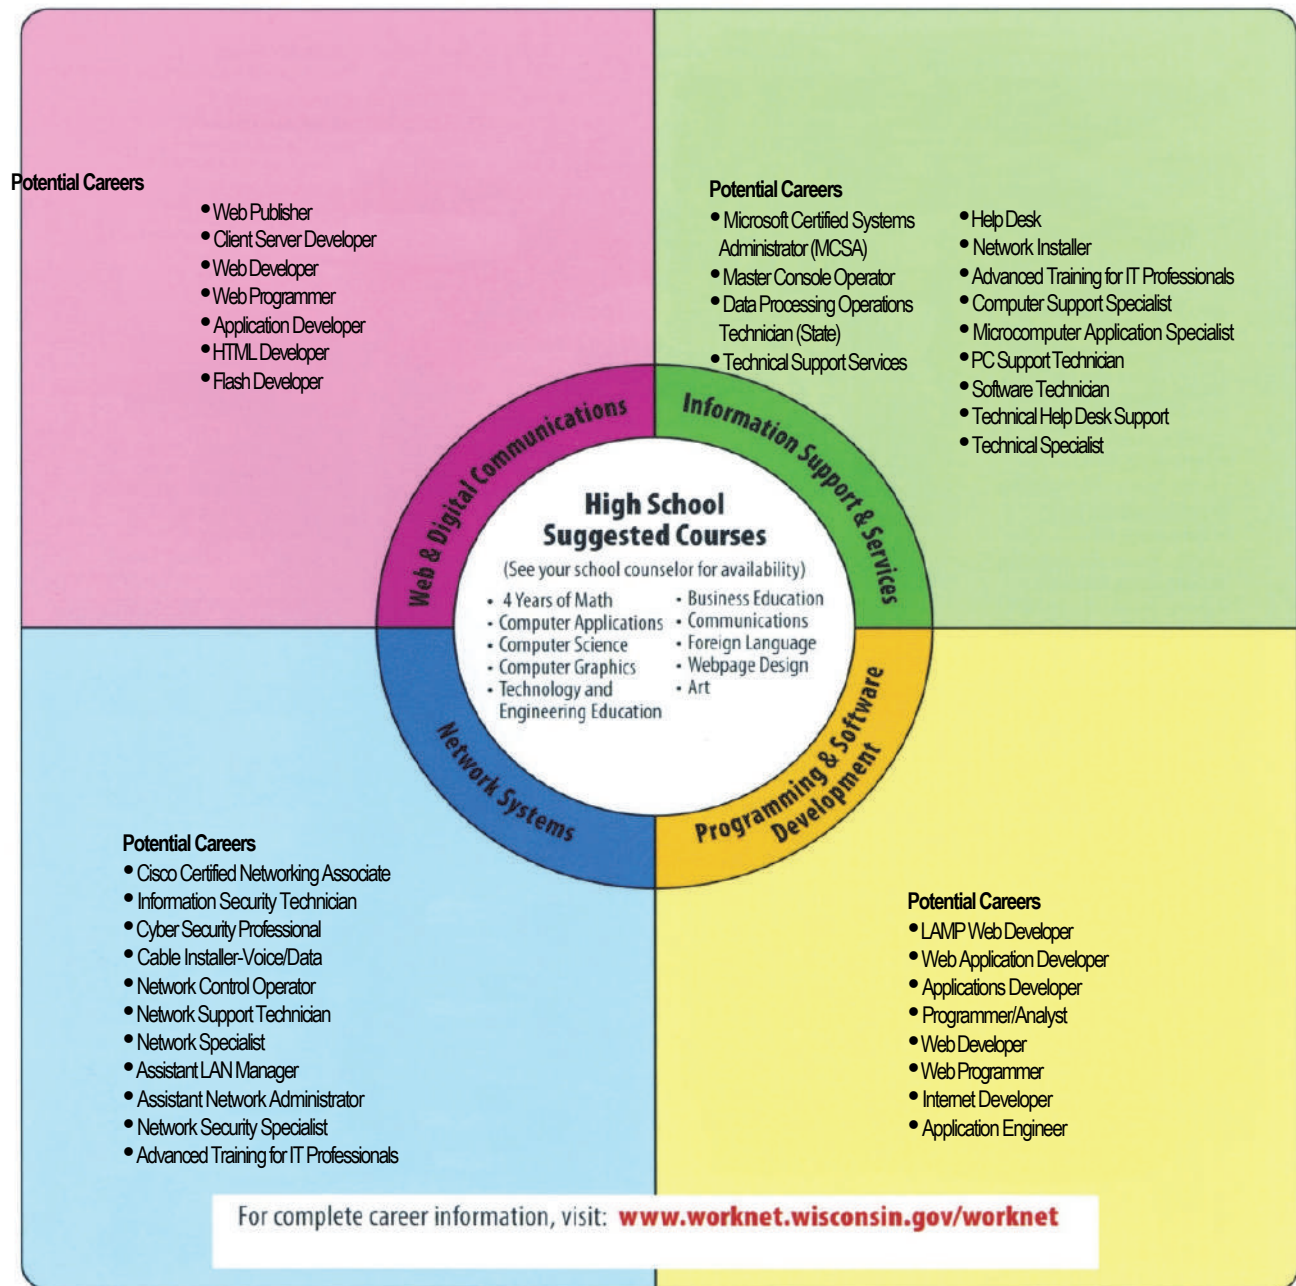 Potential Careers
• Web Publisher
• Client Server Developer
• Web Developer
• Web Programmer
• Application Developer
• HTML Developer
• Flash Developer
Potential Careers
• Microsoft Certified Systems
Administrator (MCSA)
• Master Console Operator
• Data Processing Operations
Technician (State)
• Technical Support Services
• Help Desk
• Network Installer
• Advanced Training for IT Professionals
• Computer Support Specialist
• Microcomputer Application Specialist
• PC Support Technician
• Software Technician
• Technical Help Desk Support
• Technical Specialist
Web & Digital Communications
Information Support & Services
High School
Suggested Courses
(See your school counselor for availability)
• 4 Years of Math
• Computer Applications
• Computer Science
• Computer Graphics
• Technology and
Engineering Education
• Business Education
• Communications
• Foreign Language
• Webpage Design
• Art
Network Systems
Programming & Software
Development
Potential Careers
• Cisco Certified Networking Associate
• Information Security Technician
• Cyber Security Professional
• Cable Installer-Voice/Data
• Network Control Operator
• Network Support Technician
• Network Specialist
• Assistant LAN Manager
• Assistant Network Administrator
• Network Security Specialist
• Advanced Training for IT Professionals
Potential Careers
• LAMP Web Developer
• Web Application Developer
• Applications Developer
• Programmer/Analyst
• Web Developer
• Web Programmer
• Internet Developer
• Application Engineer
For complete career information, visit: www.worknet.wisconsin.gov/worknet